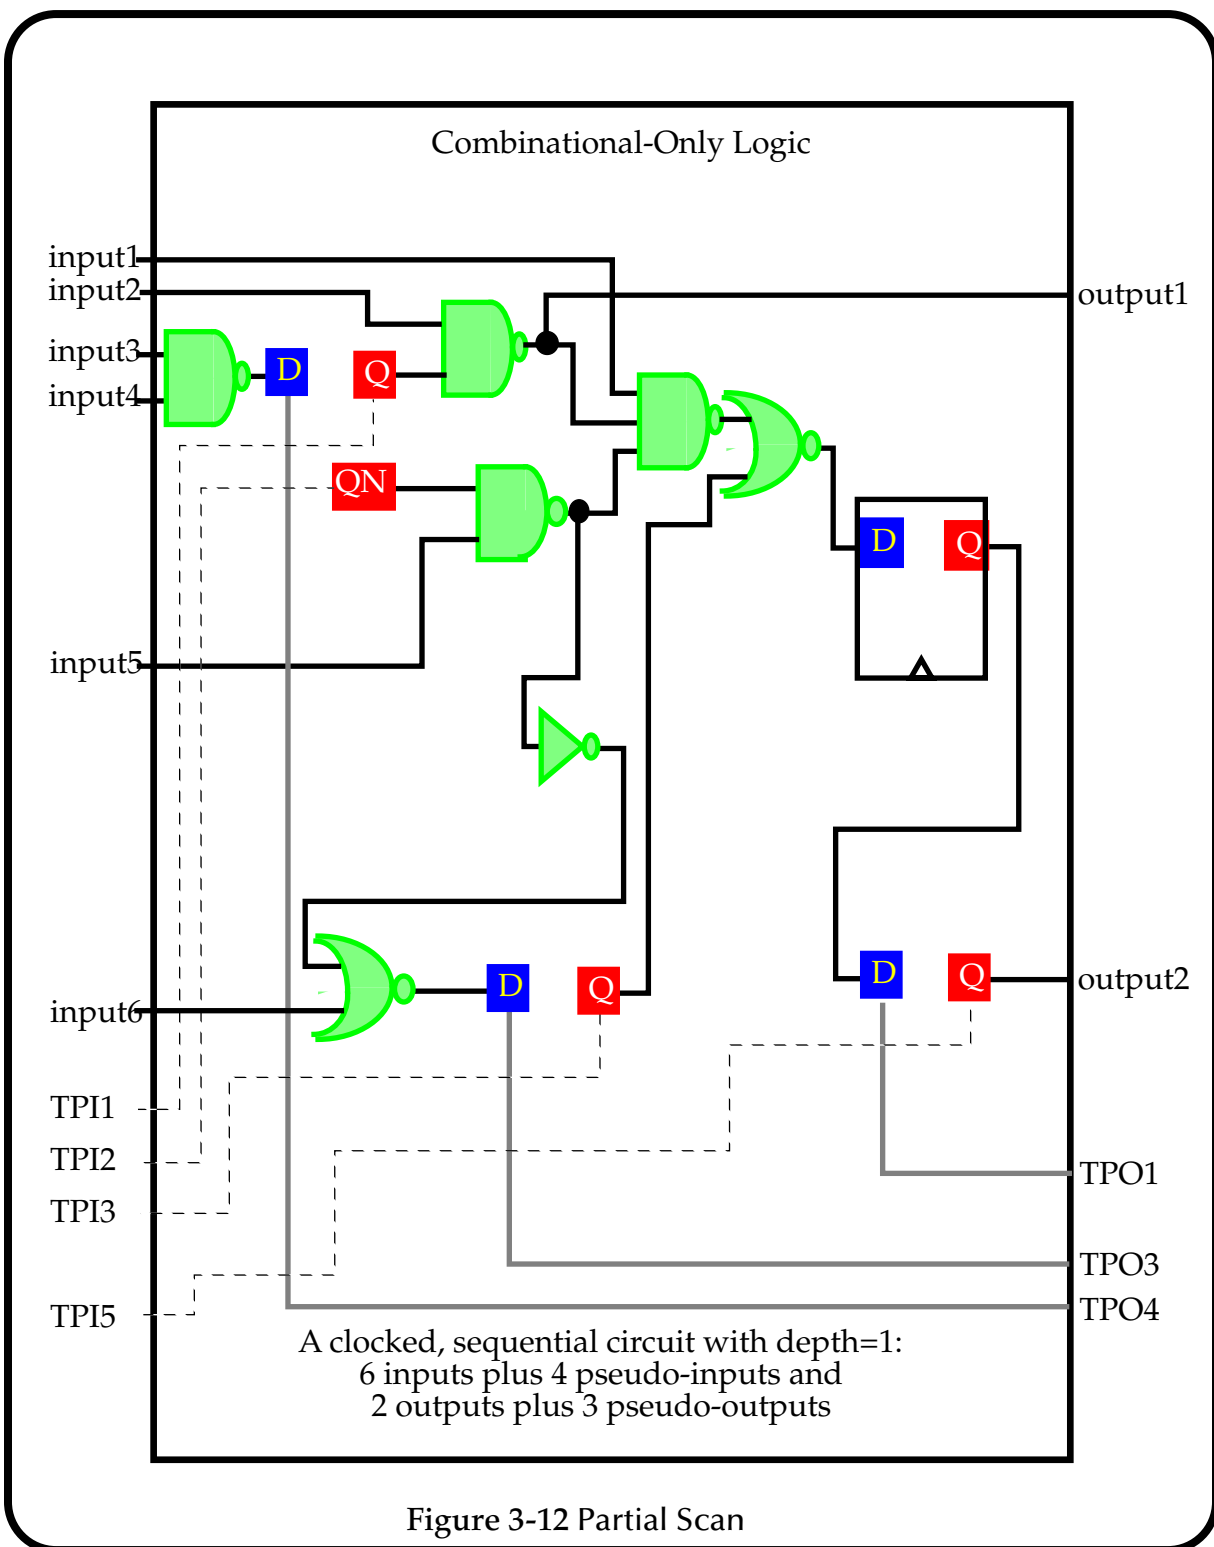 Combinational-Only Logic
input1
input2
output1
input3
D
Q
input4
QN
D
Q
input5
D
Q
D
Q
output2
input6
TPI1
TPI2
TPO1
TPI3
TPO3
TPI5
TPO4
A clocked, sequential circuit with depth=1:
6 inputs plus 4 pseudo-inputs and
2 outputs plus 3 pseudo-outputs
Figure 3-12 Partial Scan